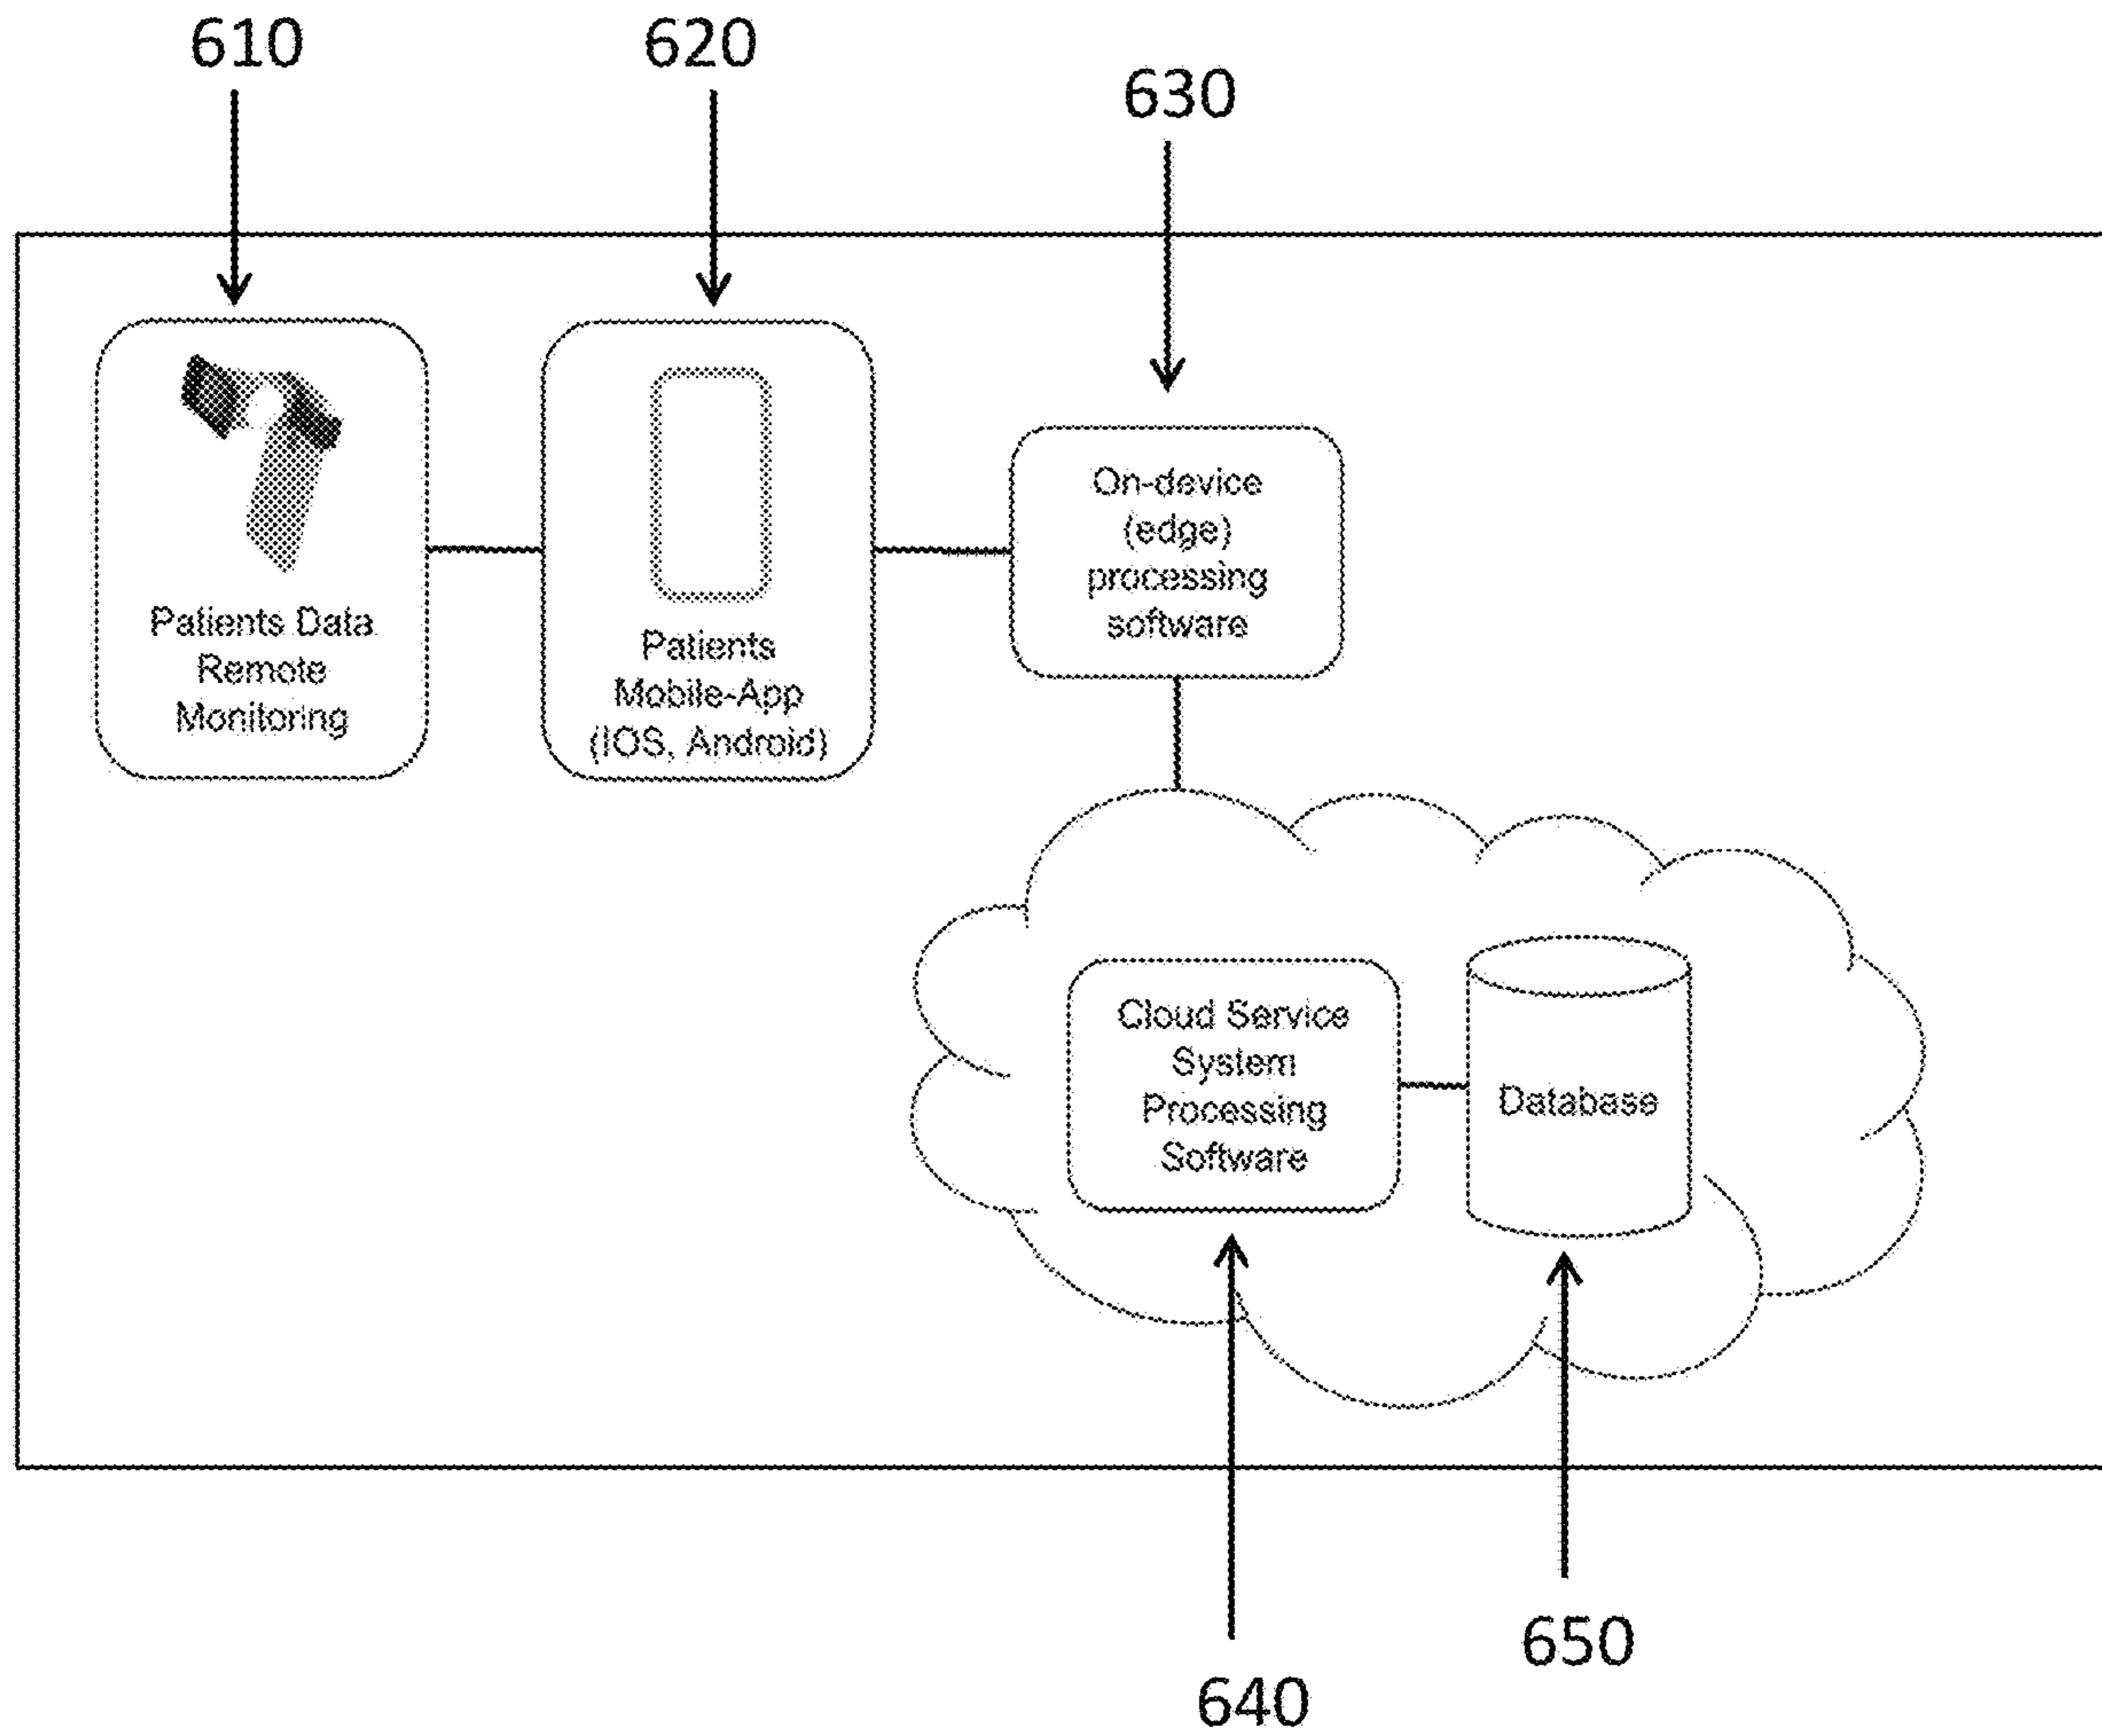 610
620
630
Patients Data
Remote
Monitoring
Patients
Mobile-App
(IOS, Android)
On-device
(edge)
processing
software
Cloud Service
System
Processing
Software
Database
650
640